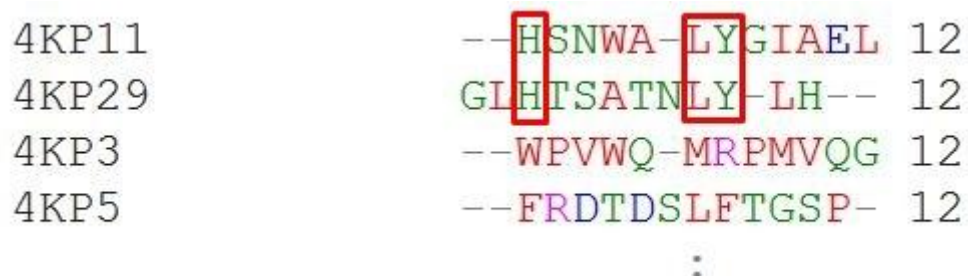 4KP11 --HSNWA-LYGIAEL 12
4KP29 GLHTSATNLY-LH-- 12
4KP3 --WPVWQ-MRPMVQG 12
4KP5 --FRDTDSLFTGSP- 12
: